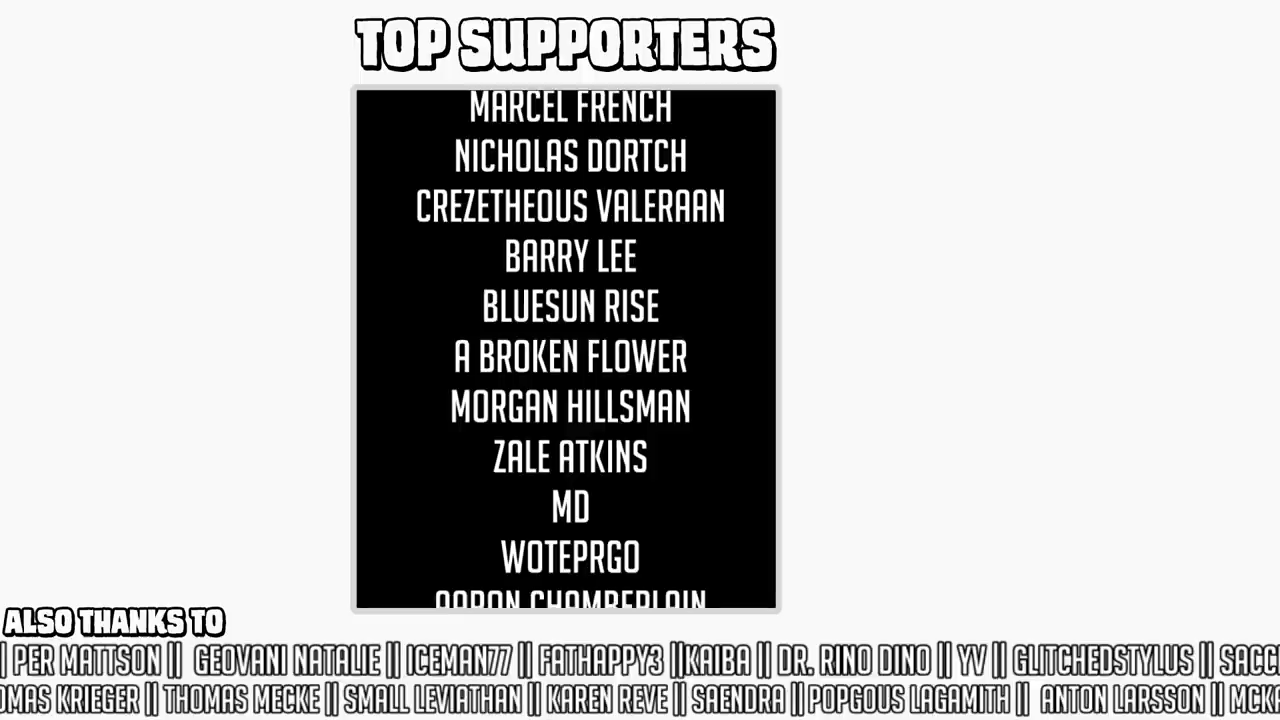 TOP SUPPORTERS
MARCEL FRENCH
NICHOLAS DORTCH
CREZETHEOUS VALERAAN
BARRY LEE
BLUESUN RISE
A BROKEN FLOWER
MORGAN HILLSMAN
ZALE ATKINS
MD
WOTEPRGO
AARON CHAMBERLAIN
ALSO THANKS TO
| PER MATTSON || GEOVANI NATALIE || ICEMAN77 || FATHAPPY3 ||KAIBA || DR. RINO DINO || YV || GLITCHEDSTYLUS ||
KRIEGER || THOMAS MECKE || SMALL LEVIATHAN || KAREN REVE || SAENDRA || POPGOUS LAGAMITH || ANTON LARSSON ||